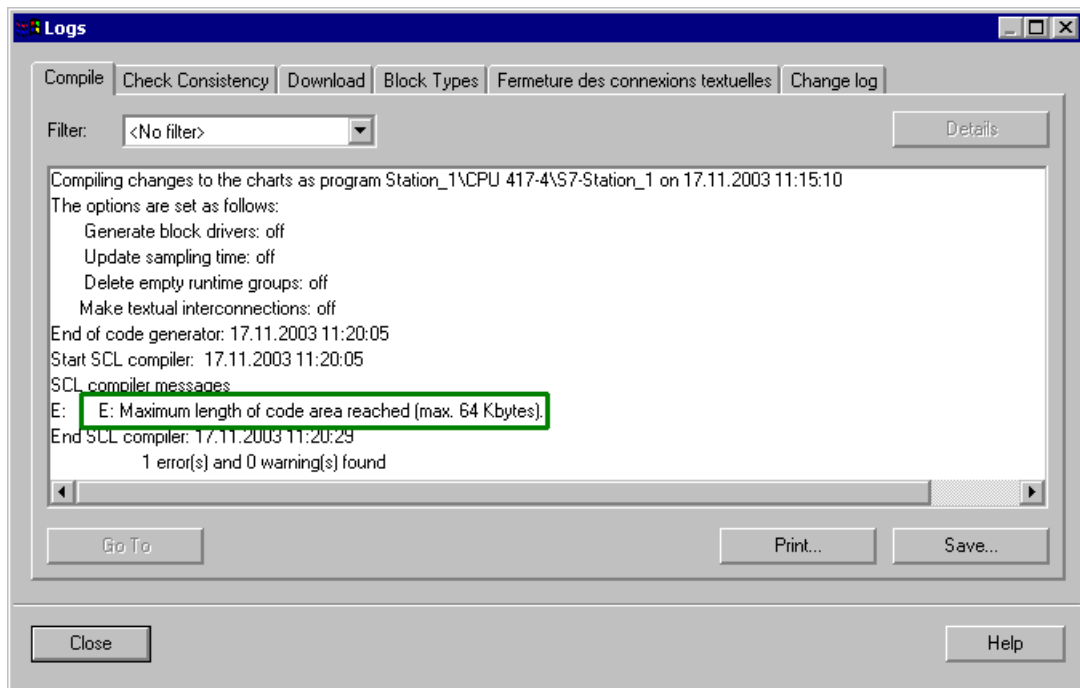 Logs
Compile Check Consistency Download Block Types Fermeture des connexions textuelles Change log
Filter: <No filter> Details
Compiling changes to the charts as program Station_1\CPU 417-4\S7-Station_1 on 17.11.2003 11:15:10
The options are set as follows:
Generate block drivers: off
Update sampling time: off
Delete empty runtime groups: off
Make textual interconnections: off
End of code generator: 17.11.2003 11:20:05
Start SCL compiler: 17.11.2003 11:20:05
SCL compiler messages
E: E: Maximum length of code area reached (max. 64 Kbytes).
End SCL compiler: 17.11.2003 11:20:29
1 error(s) and 0 warning(s) found
Go To Print... Save...
Close Help